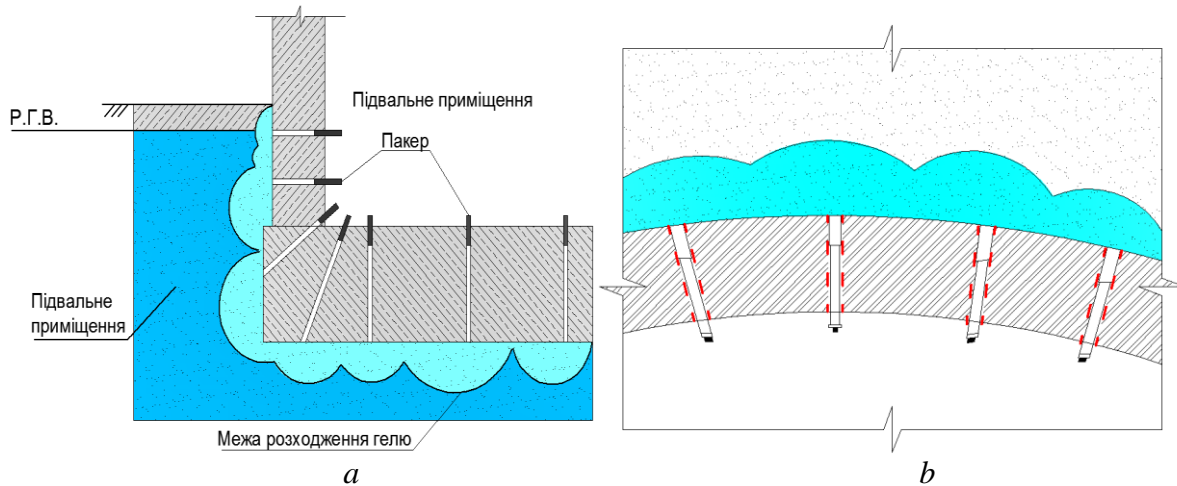 Р.Г.В.
Підвальне приміщення
Пакер
Підвальне
приміщення
Межа розходження гелю
a
b